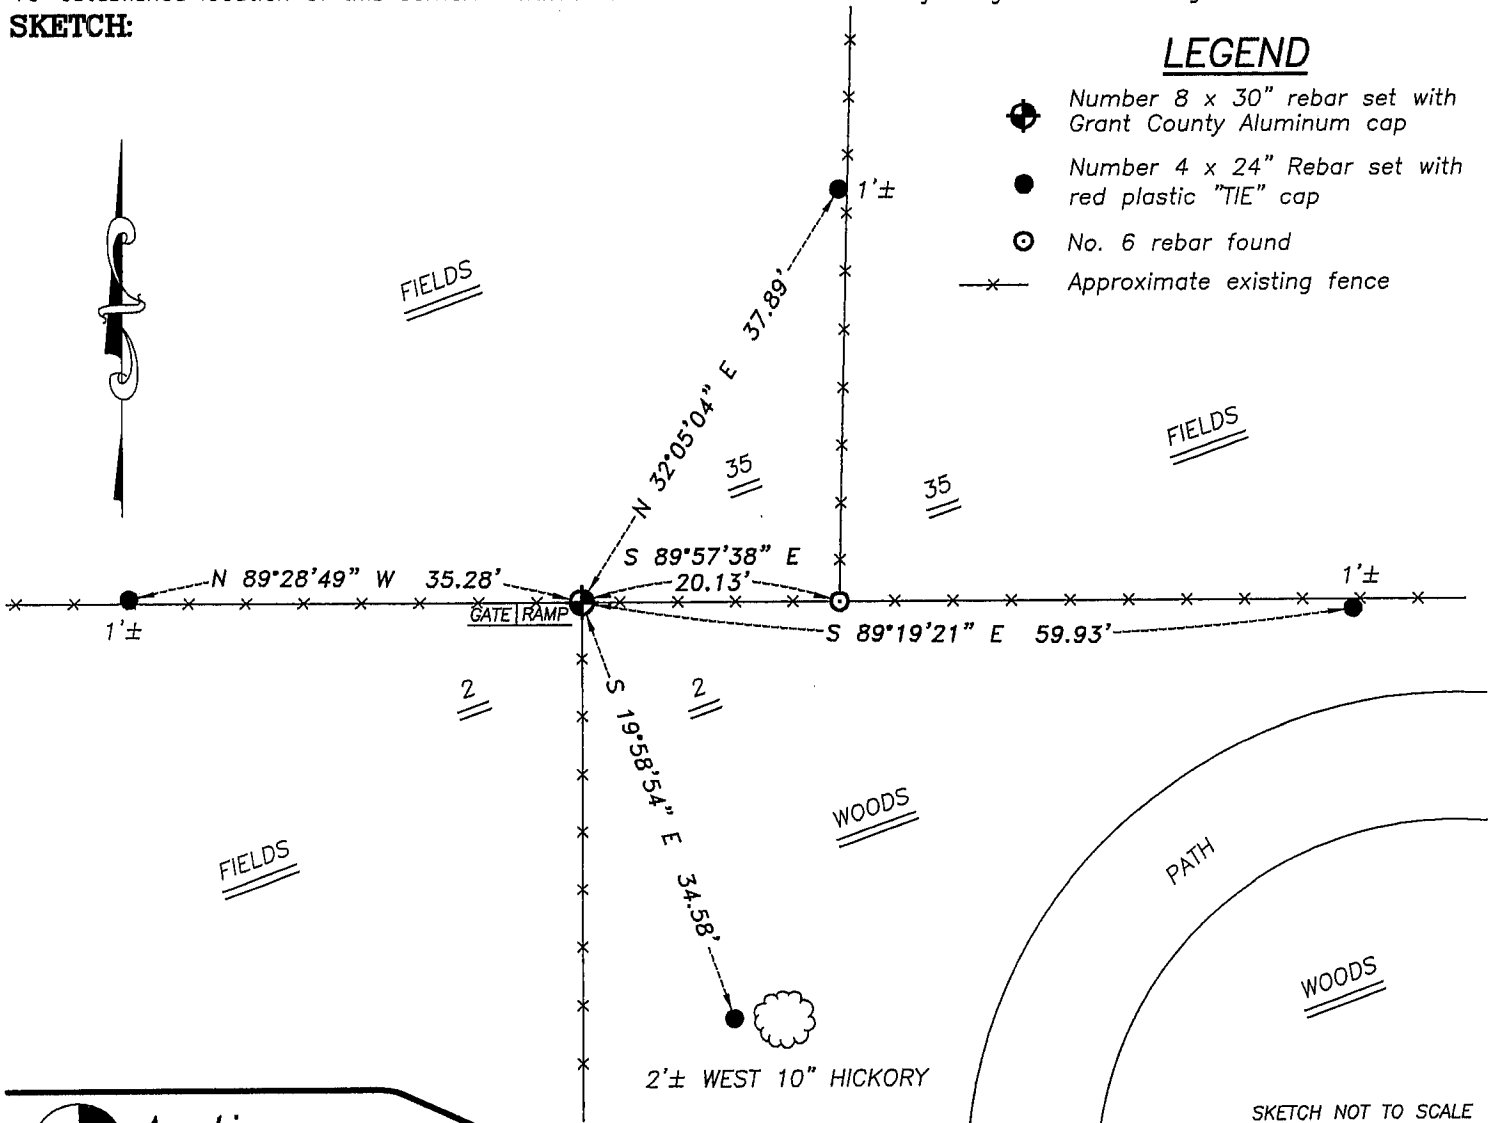 SKETCH:
LEGEND
Number 8 x 30" rebar set with
Grant County Aluminum cap
Number 4 x 24" Rebar set with
red plastic "TIE" cap
No. 6 rebar found
Approximate existing fence
1'±
FIELDS
N 32°05'04" E 37.89'
FIELDS
35
35
S 89°57'38" E
20.13'
N 89°28'49" W 35.28'
1'±
GATE RAMP
1'±
S 89°19'21" E 59.93'
2
2
S 19°58'54" E 34.58'
WOODS
FIELDS
PATH
WOODS
2'± WEST 10" HICKORY
SKETCH NOT TO SCALE